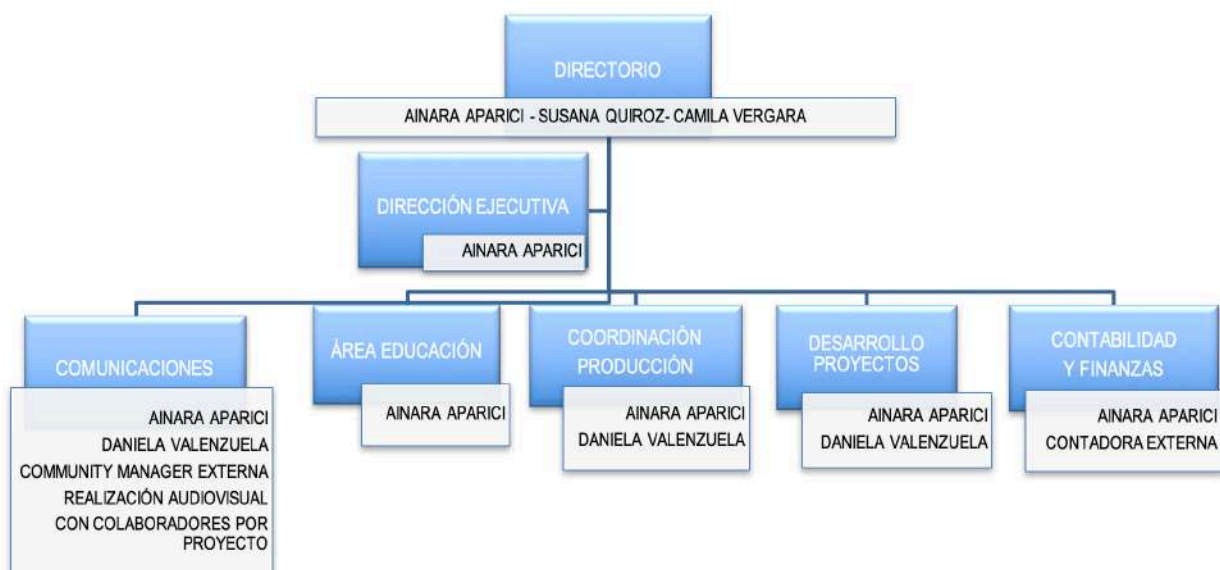 DIRECTORIO
AINARA APARICI - SUSANA QUIROZ- CAMILA VERGARA
DIRECCIÓN EJECUTIVA
AINARA APARICI
COMUNICACIONES
AINARA APARICI
DANIELA VALENZUELA
COMMUNITY MANAGER EXTERNA
REALIZACIÓN AUDIOVISUAL
CON COLABORADORES POR
PROYECTO
ÁREA EDUCACIÓN
AINARA APARICI
COORDINACIÓN
PRODUCCIÓN
AINARA APARICI
DANIELA VALENZUELA
DESARROLLO
PROYECTOS
AINARA APARICI
DANIELA VALENZUELA
CONTABILIDAD
Y FINANZAS
AINARA APARICI
CONTADORA EXTERNA